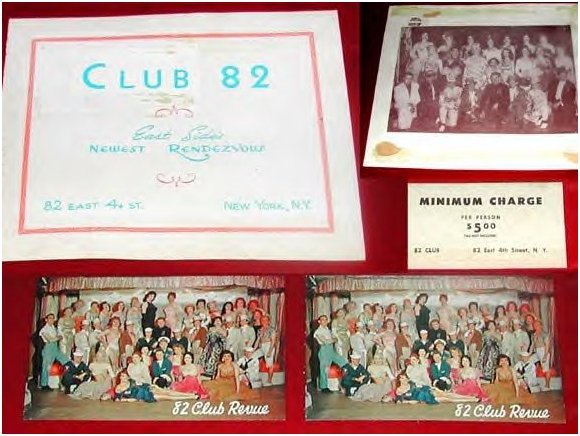 CLUB 82
East Side's
NEWEST RENDEZVOUS
82 EAST 4th ST. NEW YORK, N.Y.
MINIMUM CHARGE
PER PERSON
$5.00
82 CLUB 82 East 4th Street, N. Y.
82 Club Revue
82 Club Revue